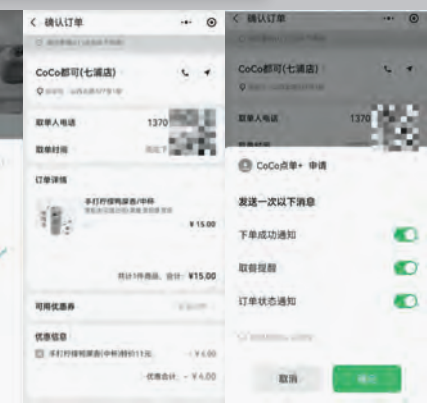 确认订单
CoCo都可(七浦店)
取单人电话 1370
取单时间
订单详情
手打柠檬鸭屎香/中杯
¥15.00
共计1件商品, 合计: ¥15.00
可用优惠券
优惠信息
手打柠檬鸭屎香(中杯)特价11元 - ¥4.00
优惠合计: - ¥4.00
确认订单
CoCo都可(七浦店)
取单人电话 1370
取单时间
CoCo点单+ 申请
发送一次以下消息
下单成功通知
取餐提醒
订单状态通知
取消